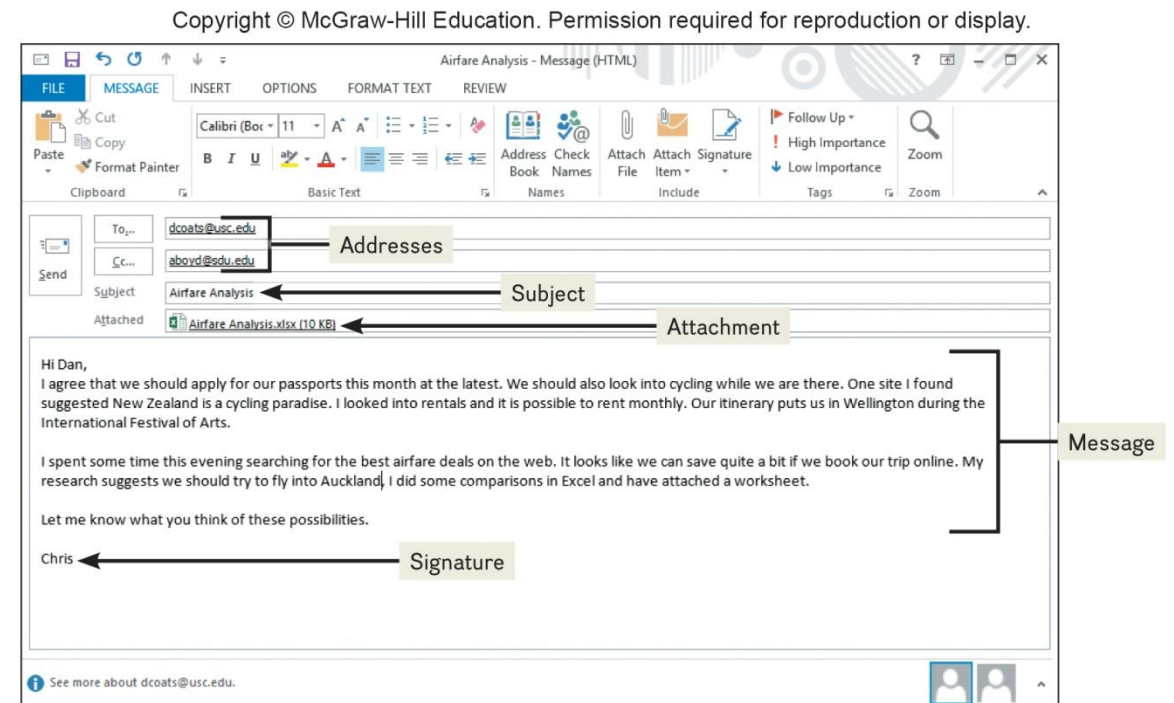 Copyright © McGraw-Hill Education. Permission required for reproduction or display.
Airfare Analysis - Message (HTML)
?
FILE MESSAGE INSERT OPTIONS FORMAT TEXT REVIEW
Paste
Cut
Copy
Format Painter
Clipboard
Calibri (Boc 11 A A
B I U aby A
Basic Text
Address Book
Check Names
Names
Attach File
Attach Item
Signature
Include
Follow Up
! High Importance
Low Importance
Tags
Zoom
Zoom
Send
To... dcoats@usc.edu
Cc... aboyd@sdu.edu
Addresses
Subject Airfare Analysis
Subject
Attached Airfare Analysis.xlsx (10 KB)
Attachment
Hi Dan,
I agree that we should apply for our passports this month at the latest. We should also look into cycling while we are there. One site I found
suggested New Zealand is a cycling paradise. I looked into rentals and it is possible to rent monthly. Our itinerary puts us in Wellington during the
International Festival of Arts.
I spent some time this evening searching for the best airfare deals on the web. It looks like we can save quite a bit if we book our trip online. My
research suggests we should try to fly into Auckland. I did some comparisons in Excel and have attached a worksheet.
Let me know what you think of these possibilities.
Chris
Message
Signature
See more about dcoats@usc.edu.